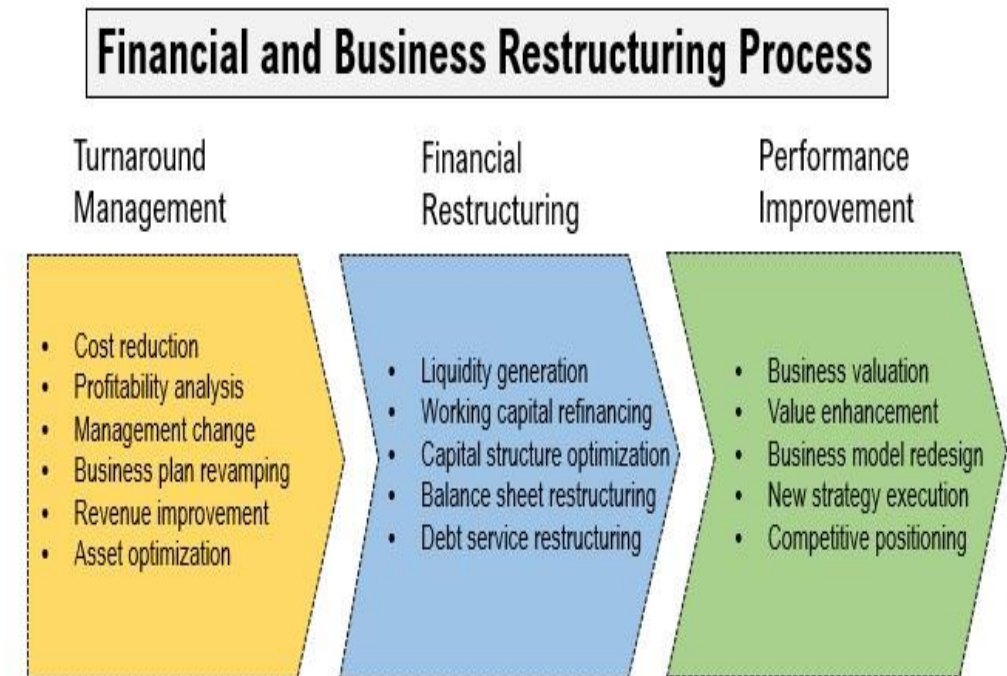 Financial and Business Restructuring Process
Turnaround
Management
• Cost reduction
• Profitability analysis
• Management change
• Business plan revamping
• Revenue improvement
• Asset optimization
Financial
Restructuring
• Liquidity generation
• Working capital refinancing
• Capital structure optimization
• Balance sheet restructuring
• Debt service restructuring
Performance
Improvement
• Business valuation
• Value enhancement
• Business model redesign
• New strategy execution
• Competitive positioning